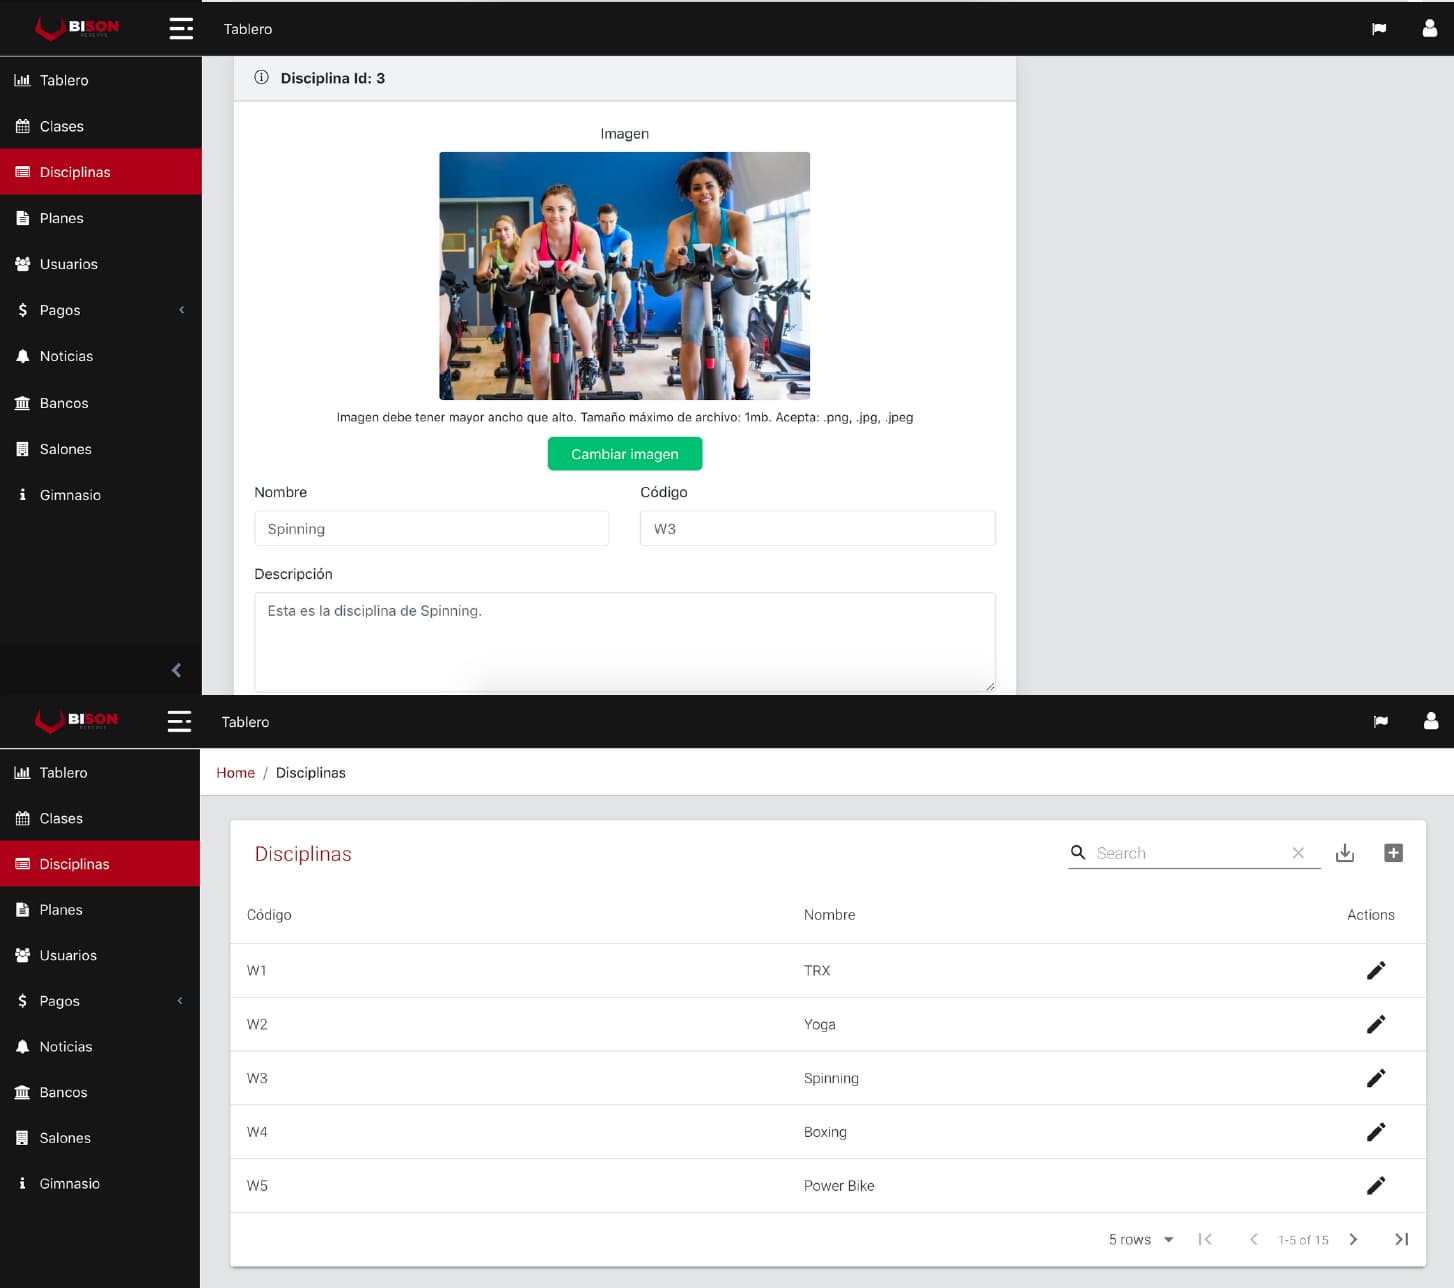 BISON
Tablero
Tablero
Clases
Disciplinas
Planes
Usuarios
Pagos
Noticias
Bancos
Salones
Gimnasio
Disciplina Id: 3
Imagen
Imagen debe tener mayor ancho que alto. Tamaño máximo de archivo: 1mb. Acepta: .png, .jpg, .jpeg
Cambiar imagen
Nombre
Código
Spinning
W3
Descripción
Esta es la disciplina de Spinning.
BISON
Tablero
Tablero
Clases
Disciplinas
Planes
Usuarios
Pagos
Noticias
Bancos
Salones
Gimnasio
Home / Disciplinas
Disciplinas
Search
Código Nombre Actions
W1 TRX
W2 Yoga
W3 Spinning
W4 Boxing
W5 Power Bike
5 rows 1-5 of 15